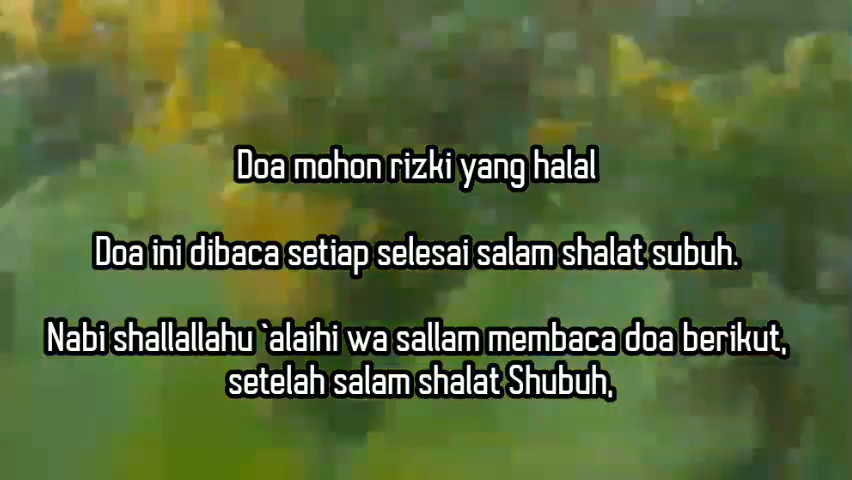 Doa mohon rizki yang halal
Doa ini dibaca setiap selesai salam shalat subuh.
Nabi shallallahu `alaihi wa sallam membaca doa berikut,
setelah salam shalat Shubuh,